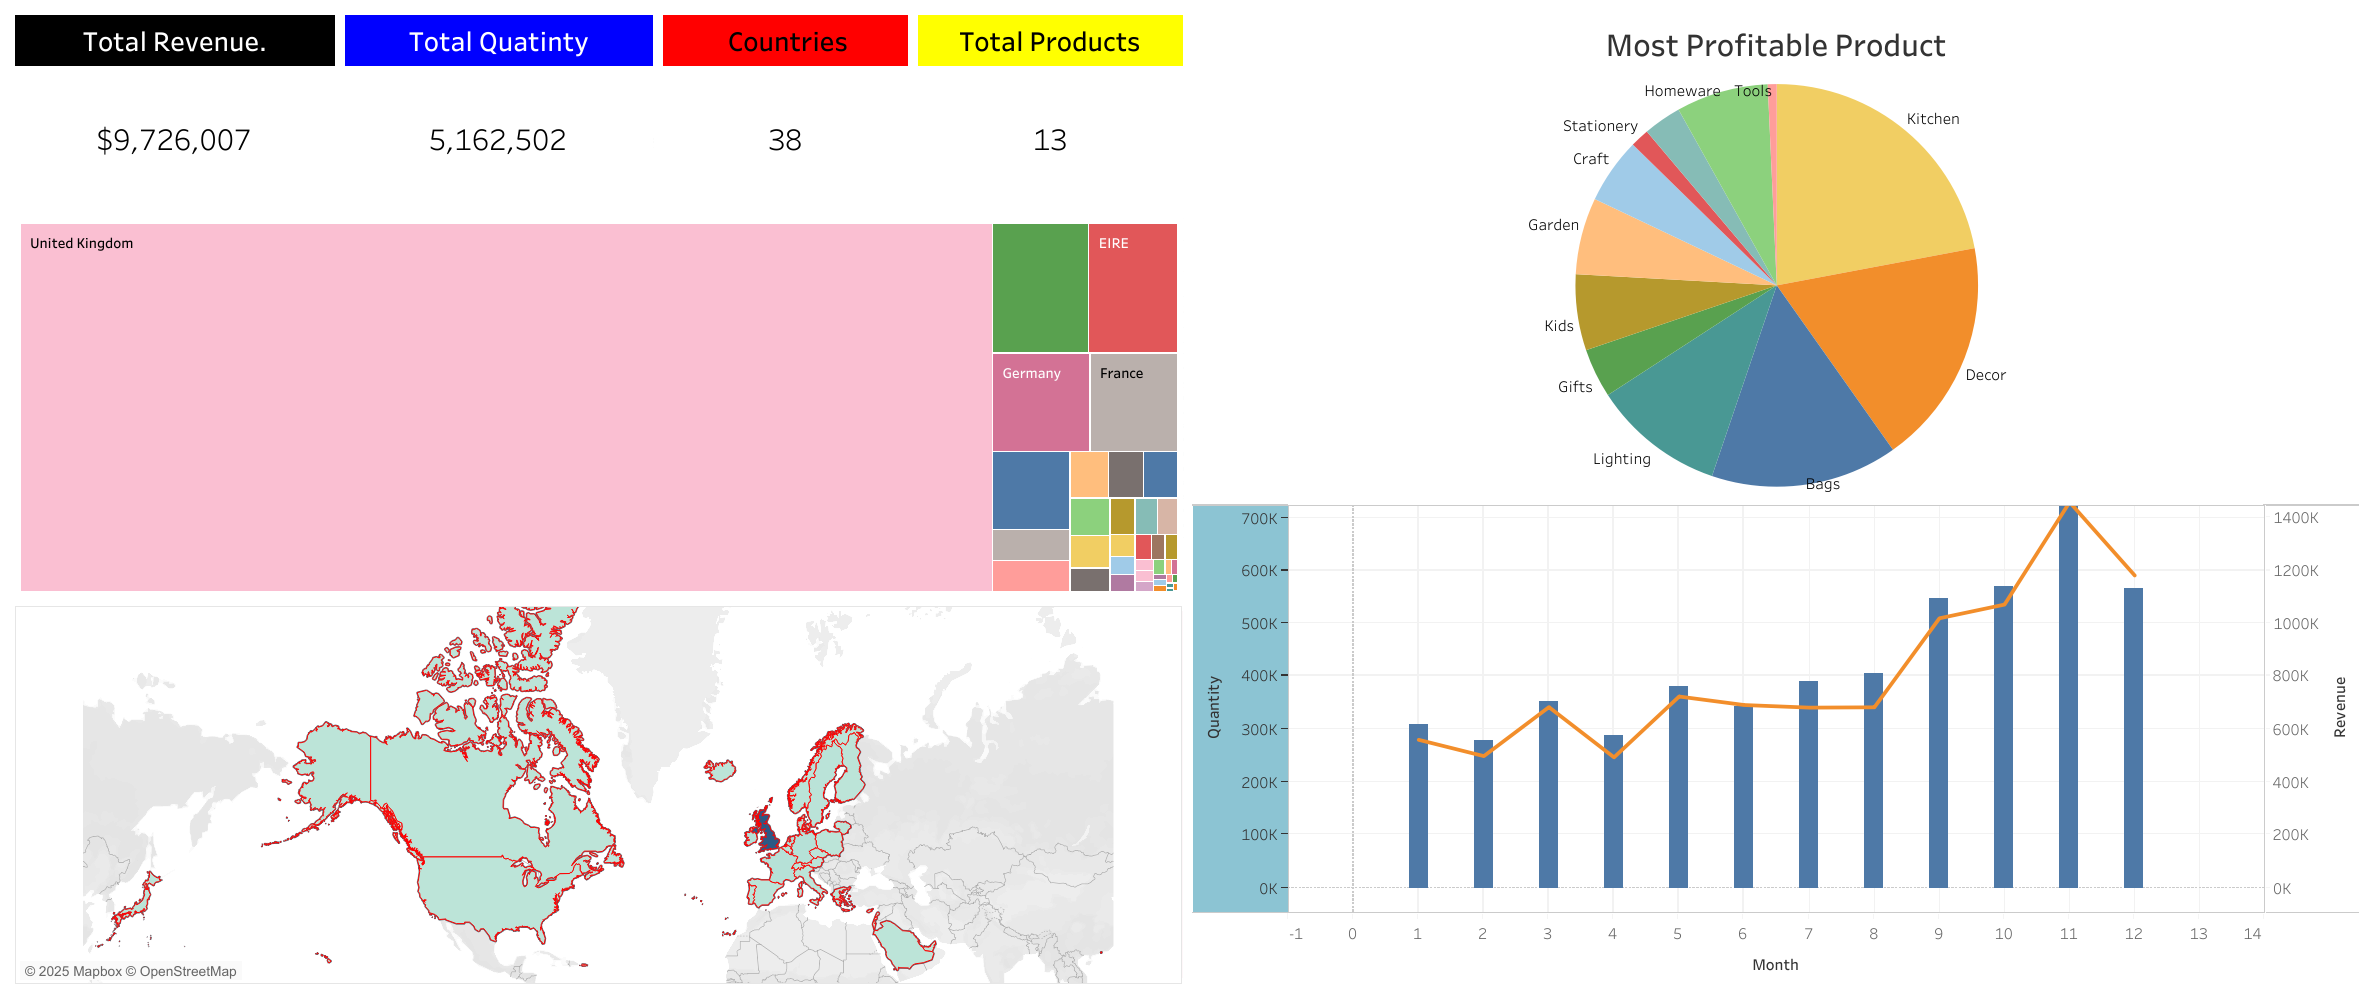 Total Revenue.
Total Quatinty
Countries
Total Products
$9,726,007
5,162,502
38
13
United Kingdom
EIRE
Germany
France
© 2025 Mapbox © OpenStreetMap
Most Profitable Product
Homeware
Tools
Kitchen
Stationery
Craft
Garden
Kids
Decor
Gifts
Lighting
Bags
Quantity
700K
600K
500K
400K
300K
200K
100K
0K
1400K
1200K
1000K
800K
600K
400K
200K
0K
Revenue
-1 0 1 2 3 4 5 6 7 8 9 10 11 12 13 14
Month